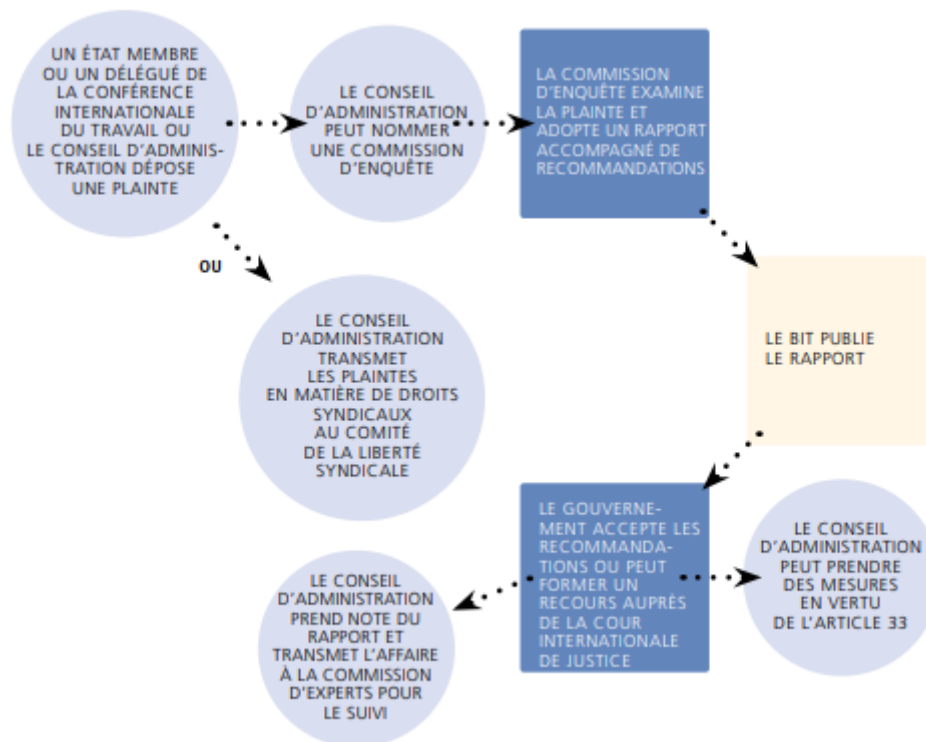 UN ÉTAT MEMBRE
OU UN DÉLÉGUÉ DE
LA CONFÉRENCE
INTERNATIONALE
DU TRAVAIL OU
LE CONSEIL D'ADMINIS-
TRATION DÉPOSE
UNE PLAINTE
LE CONSEIL
D'ADMINISTRATION
PEUT NOMMER
UNE COMMISSION
D'ENQUÊTE
LA COMMISSION
D'ENQUÊTE EXAMINE
LA PLAINTE ET
ADOPTE UN RAPPORT
ACCOMPAGNÉ DE
RECOMMANDATIONS
OU
LE CONSEIL
D'ADMINISTRATION
TRANSMET
LES PLAINTES
EN MATIÈRE DE DROITS
SYNDICAUX
AU COMITÉ
DE LA LIBERTÉ
SYNDICALE
LE BIT PUBLIE
LE RAPPORT
LE GOUVERNE-
MENT ACCEPTE LES
RECOMMANDA-
TIONS OU PEUT
FORMER UN
RECOURS AUPRÈS
DE LA COUR
INTERNATIONALE
DE JUSTICE
LE CONSEIL
D'ADMINISTRATION
PEUT PRENDRE
DES MESURES
EN VERTU
DE L'ARTICLE 33
LE CONSEIL
D'ADMINISTRATION
PREND NOTE DU
RAPPORT ET
TRANSMET L'AFFAIRE
À LA COMMISSION
D'EXPERTS POUR
LE SUIVI